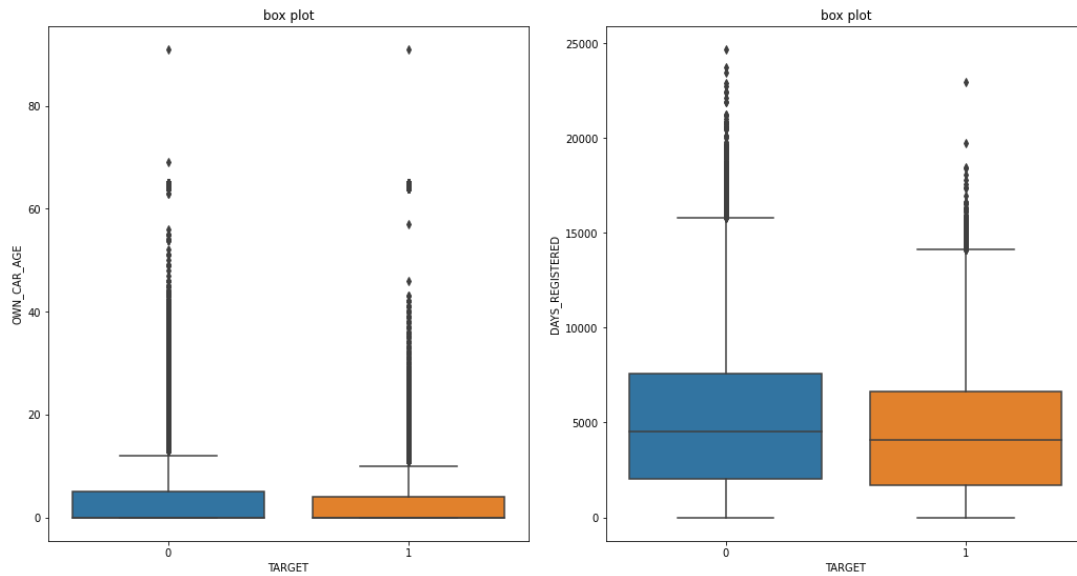 box plot
OWN_CAR_AGE
80
60
40
20
0
0
1
TARGET
box plot
DAYS_REGISTERED
25000
20000
15000
10000
5000
0
0
1
TARGET